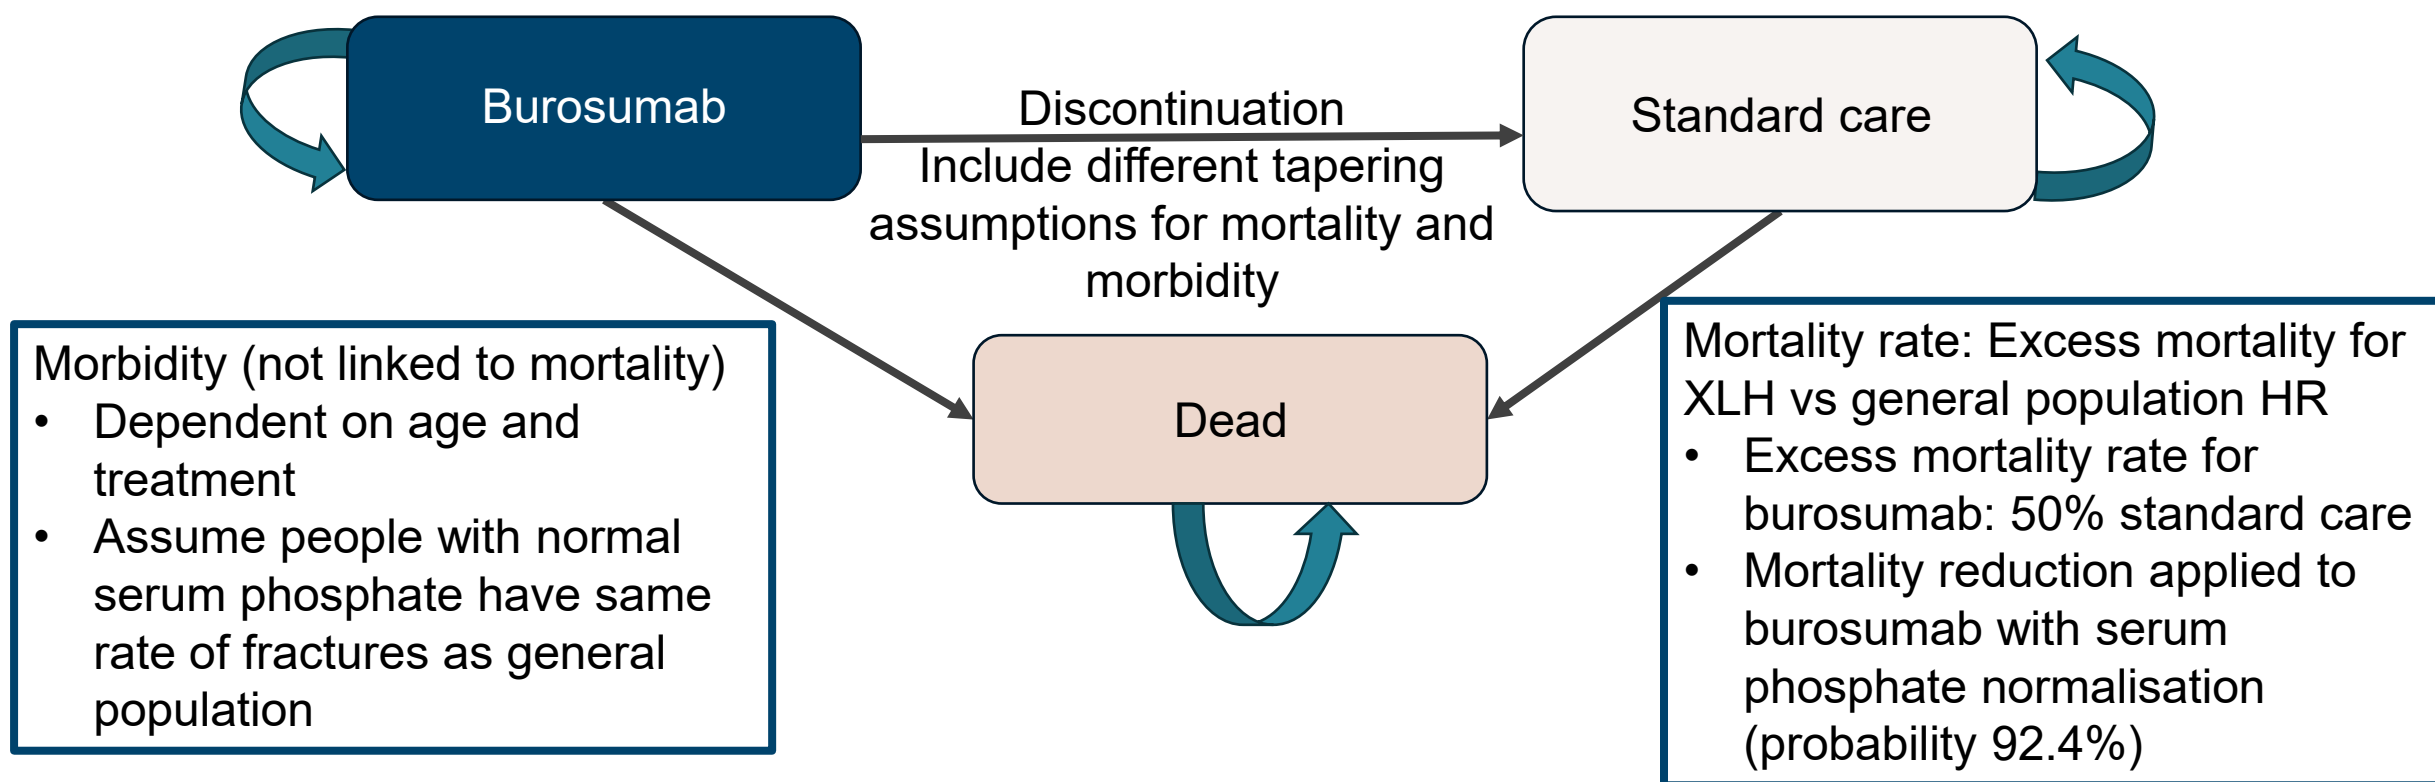 Burosumab
Discontinuation
Standard care
Include different tapering
assumptions for mortality and
morbidity
Morbidity (not linked to mortality)
• Dependent on age and
treatment
• Assume people with normal
serum phosphate have same
rate of fractures as general
population
Dead
Mortality rate: Excess mortality for
XLH vs general population HR
• Excess mortality rate for
burosumab: 50% standard care
• Mortality reduction applied to
burosumab with serum
phosphate normalisation
(probability 92.4%)